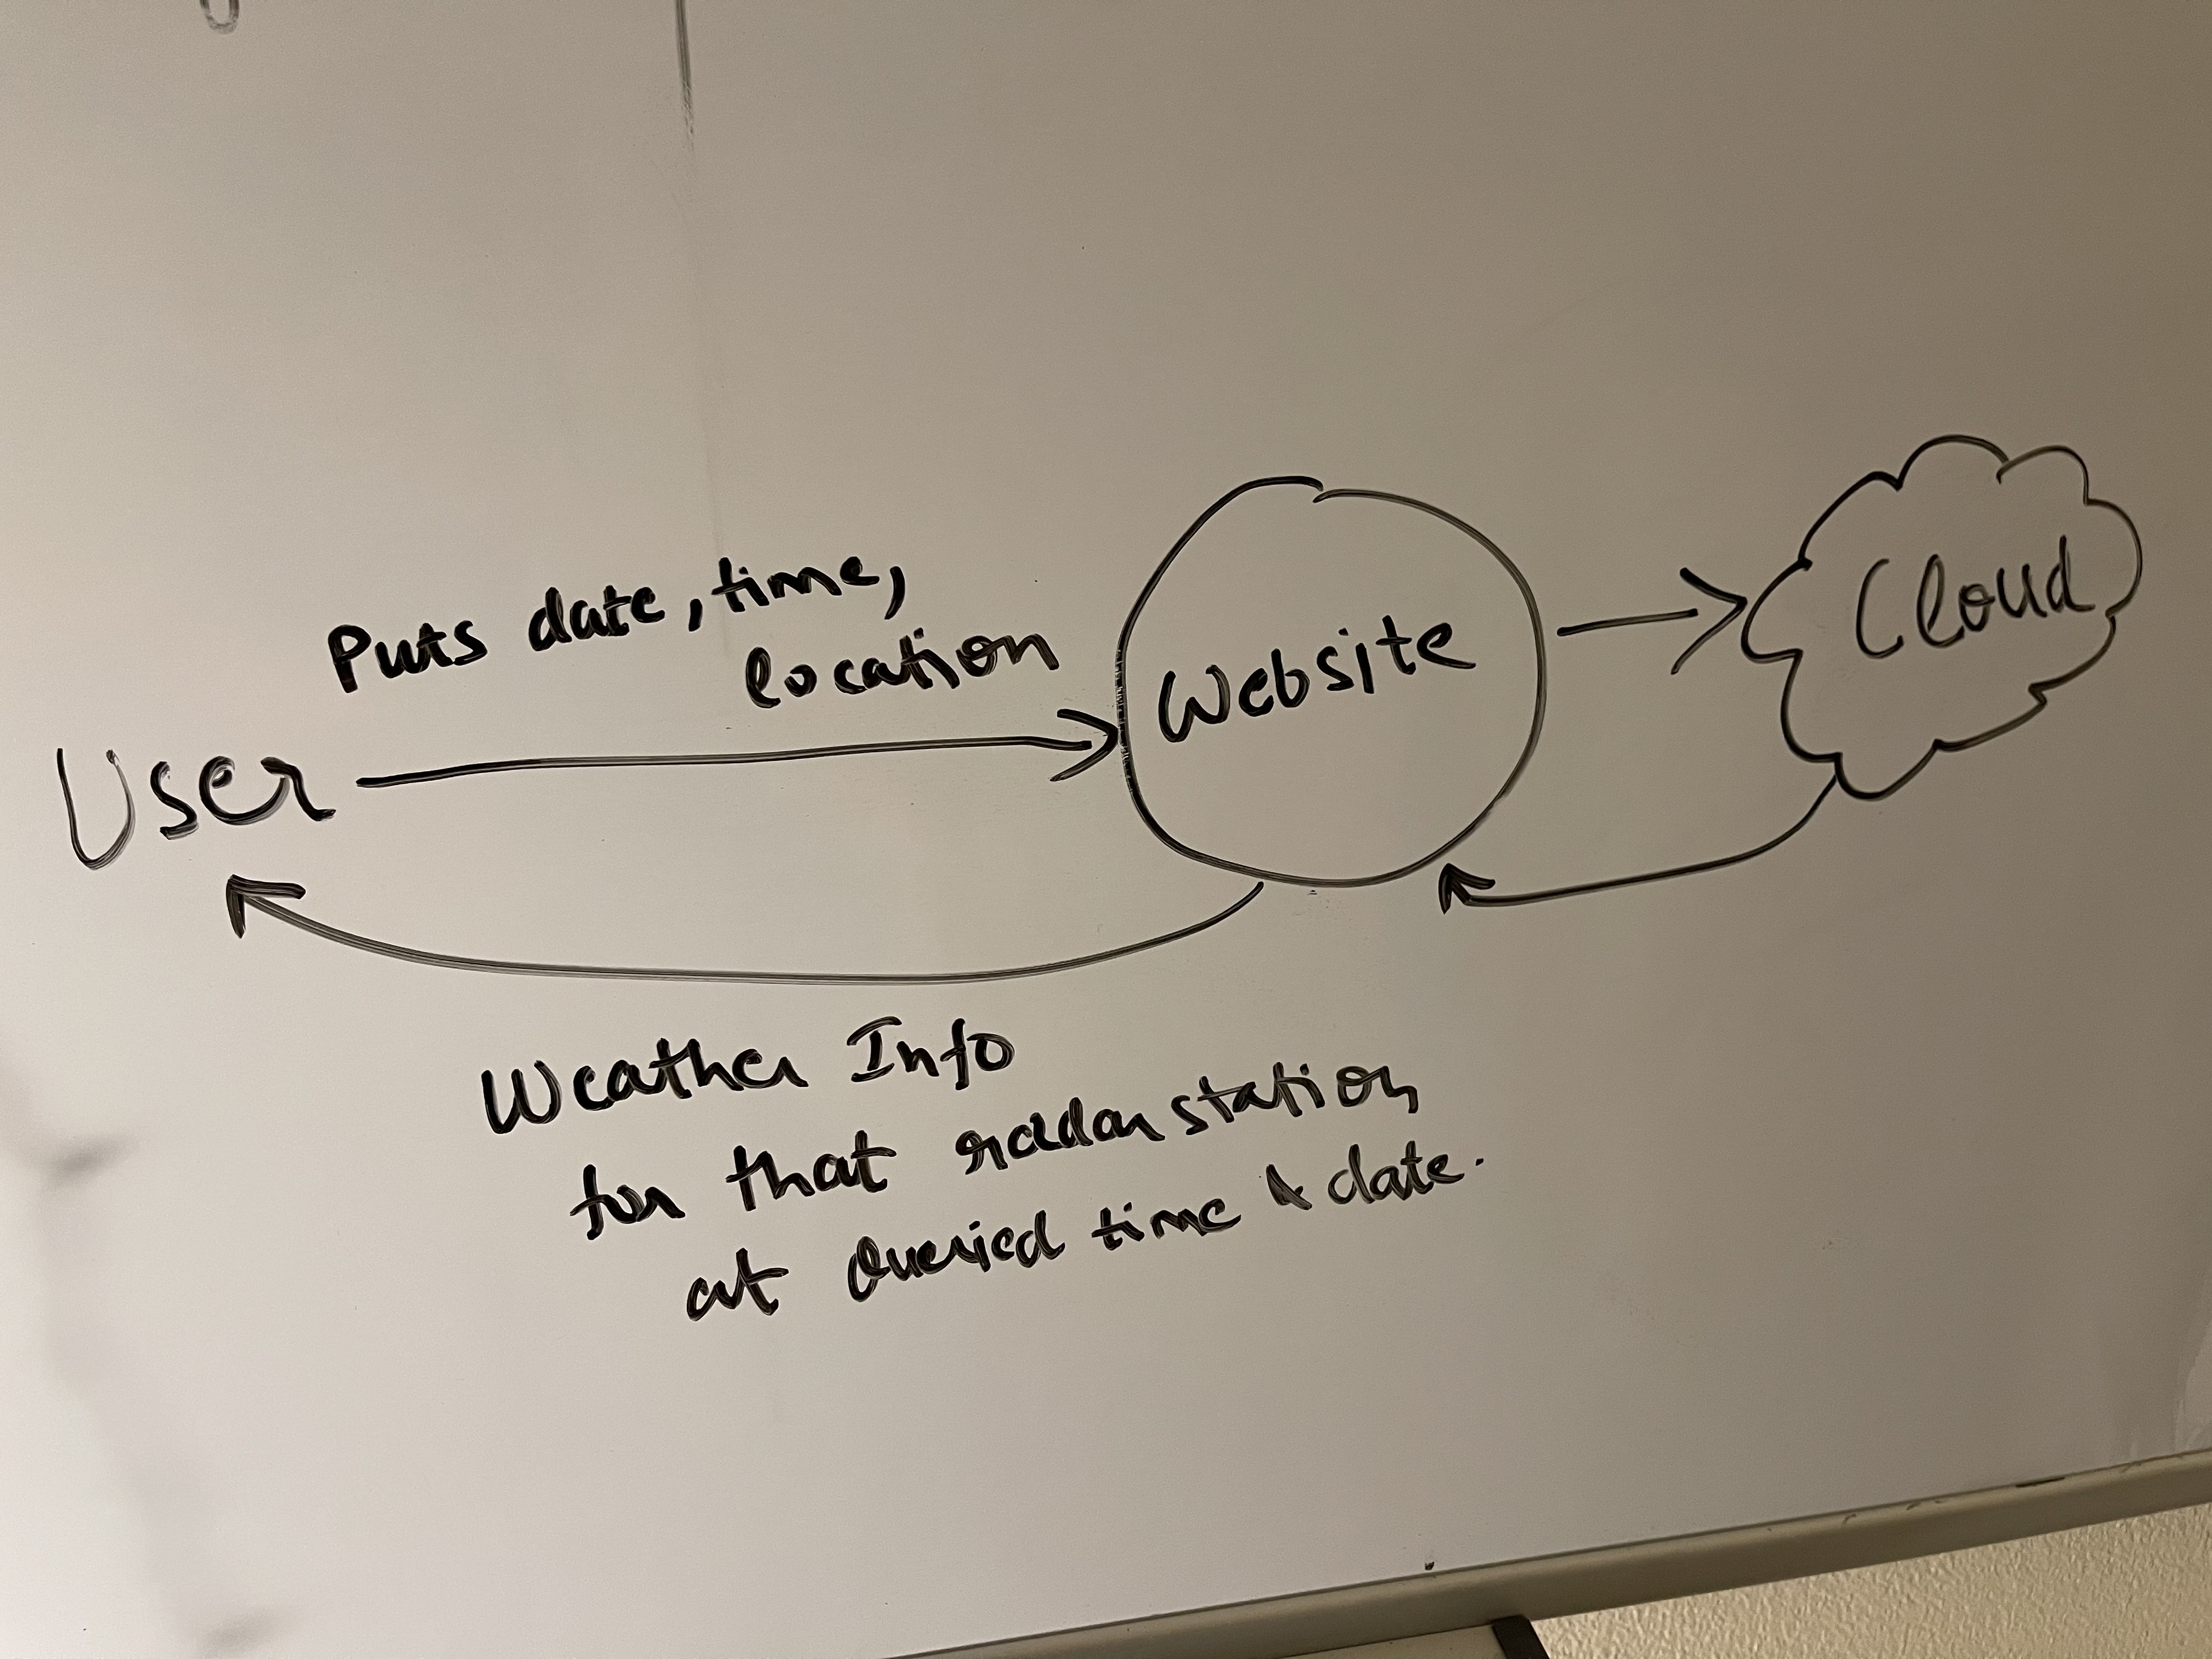 Puts date, time,
location
User
Website
Cloud
Weather Info
for that radar station
at queried time & date.